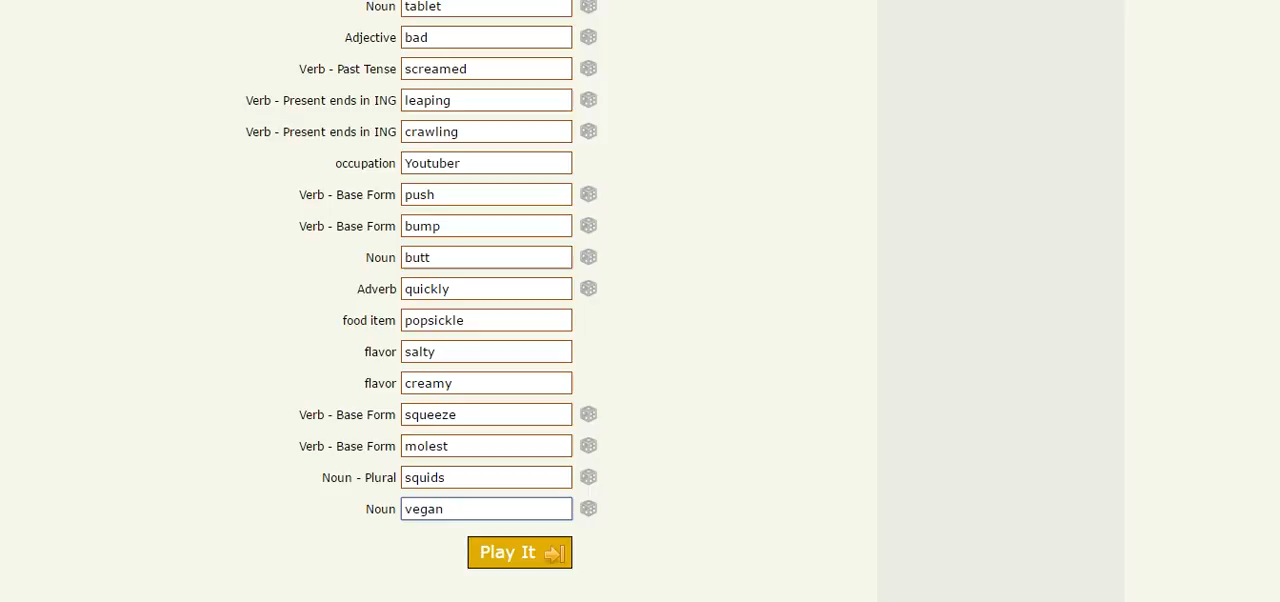 Noun tablet
Adjective bad
Verb - Past Tense screamed
Verb - Present ends in ING leaping
Verb - Present ends in ING crawling
occupation Youtuber
Verb - Base Form push
Verb - Base Form bump
Noun butt
Adverb quickly
food item popsickle
flavor salty
flavor creamy
Verb - Base Form squeeze
Verb - Base Form molest
Noun - Plural squids
Noun vegan
Play It